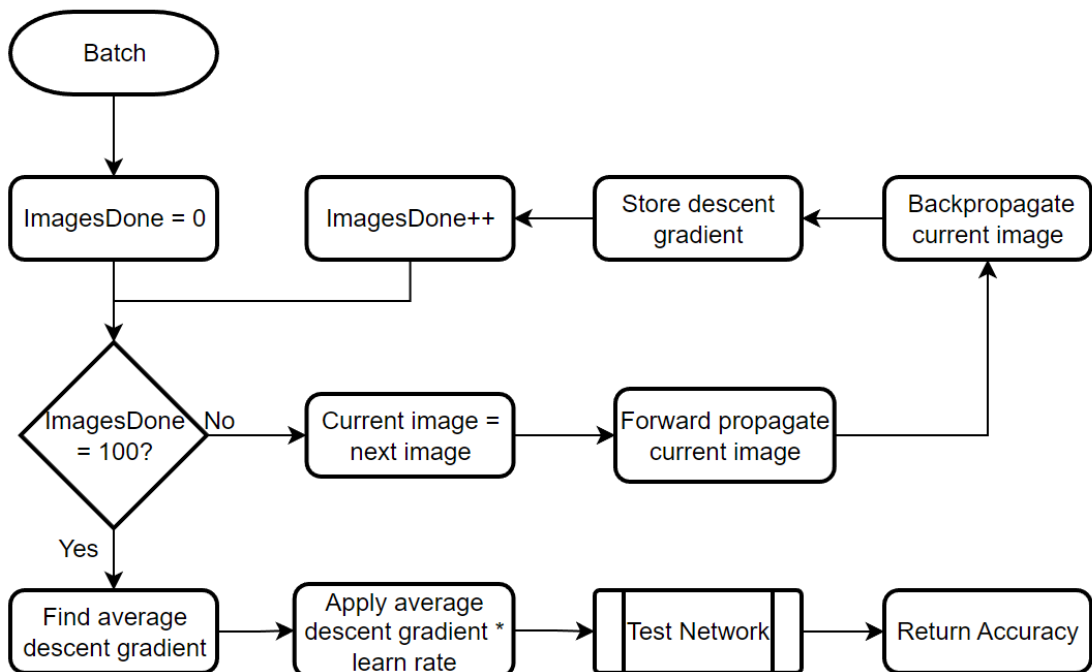 Batch
ImagesDone = 0
ImagesDone++
Store descent
gradient
Backpropagate
current image
ImagesDone
= 100?
No
Current image =
next image
Forward propagate
current image
Yes
Find average
descent gradient
Apply average
descent gradient *
learn rate
Test Network
Return Accuracy